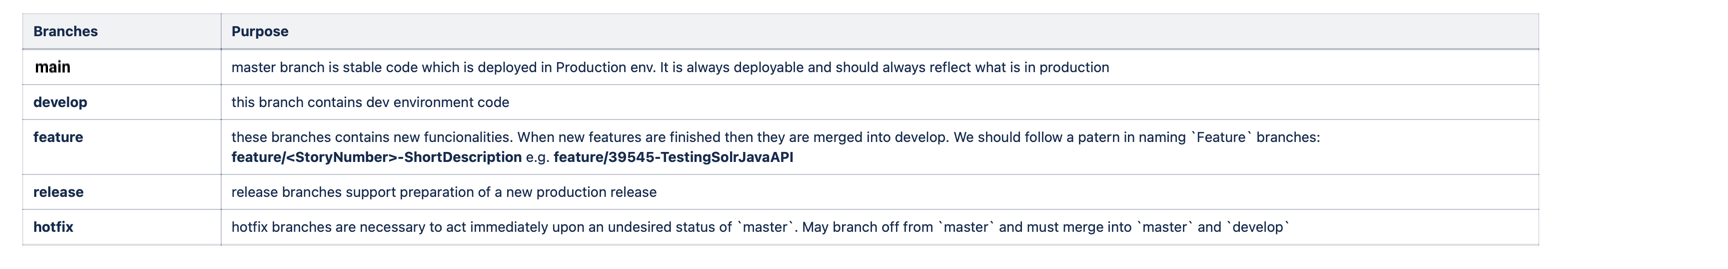 Branches Purpose
main master branch is stable code which is deployed in Production env. It is always deployable and should always reflect what is in production
develop this branch contains dev environment code
feature these branches contains new funcionalities. When new features are finished then they are merged into develop. We should follow a patern in naming `Feature` branches:
feature/<StoryNumber>-ShortDescription e.g. feature/39545-TestingSolrJavaAPI
release release branches support preparation of a new production release
hotfix hotfix branches are necessary to act immediately upon an undesired status of `master`. May branch off from `master` and must merge into `master` and `develop`